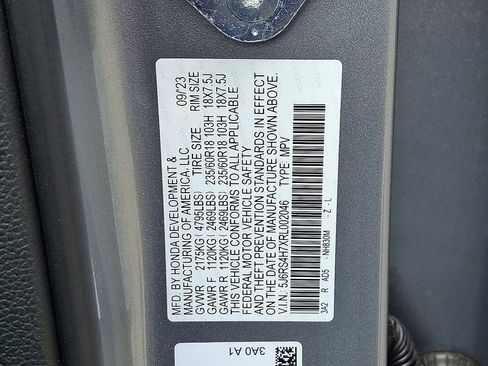 MFD. BY HONDA DEVELOPMENT & 09/23
MANUFACTURING OF AMERICA, LLC
TIRE SIZE RIM SIZE
GVWR 2175KG(4795LBS)
GAWR F 1120KG(2469LBS) 235/60R18 103H 18X7.5J
GAWR R 1120KG(2469LBS) 235/60R18 103H 18X7.5J
THIS VEHICLE CONFORMS TO ALL APPLICABLE
FEDERAL MOTOR VEHICLE SAFETY
AND THEFT PREVENTION STANDARDS IN EFFECT
ON THE DATE OF MANUFACTURE SHOWN ABOVE.
V.I.N: 5J6RS4H7XRL002046 TYPE: MPV
3A2 R AD5 -NH830M -Z-L
3A0 A1